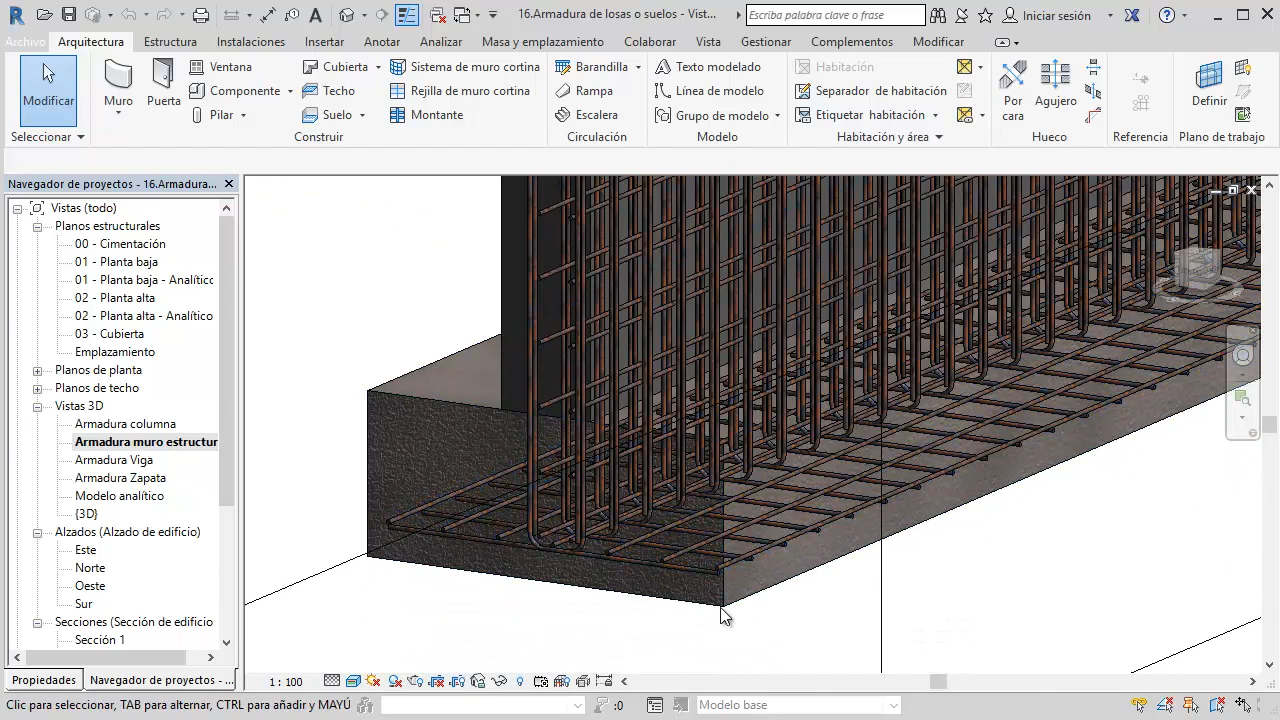 16.Armadura de losas o suelos - Vist...
Escriba palabra clave o frase
Iniciar sesión
Archivo
Arquitectura
Estructura
Instalaciones
Insertar
Anotar
Analizar
Masa y emplazamiento
Colaborar
Vista
Gestionar
Complementos
Modificar
Modificar
Muro
Puerta
Ventana
Componente
Pilar
Cubierta
Techo
Suelo
Sistema de muro cortina
Rejilla de muro cortina
Montante
Barandilla
Rampa
Escalera
Texto modelado
Línea de modelo
Grupo de modelo
Habitación
Separador de habitación
Etiquetar habitación
Por
cara
Agujero
Definir
Seleccionar
Construir
Circulación
Modelo
Habitación y área
Hueco
Referencia
Plano de trabajo
Navegador de proyectos - 16.Armadura...
Vistas (todo)
Planos estructurales
00 - Cimentación
01 - Planta baja
01 - Planta baja - Analític
02 - Planta alta
02 - Planta alta - Analítico
03 - Cubierta
Emplazamiento
Planos de planta
Planos de techo
Vistas 3D
Armadura columna
Armadura muro estructur
Armadura Viga
Armadura Zapata
Modelo analítico
{3D}
Alzados (Alzado de edificio)
Este
Norte
Oeste
Sur
Secciones (Sección de edificio
Sección 1
Propiedades
Navegador de proyectos - ...
1 : 100
Clic para seleccionar, TAB para alternar, CTRL para añadir y MAYÚ
:0
Modelo base